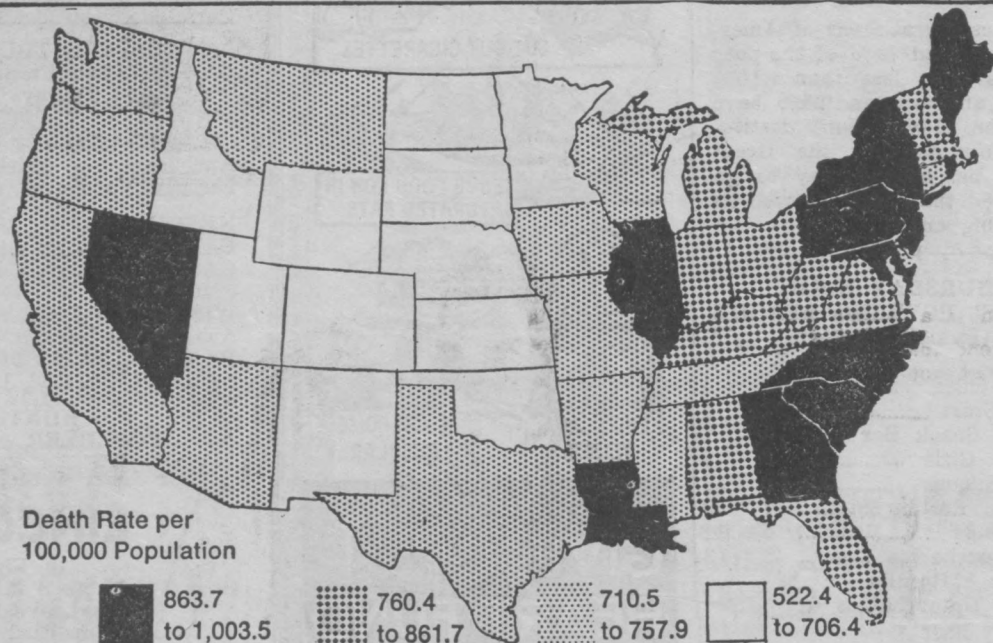 Death Rate per
100,000 Population
863.7
to 1,003.5
760.4
to 861.7
710.5
to 757.9
522.4
to 706.4